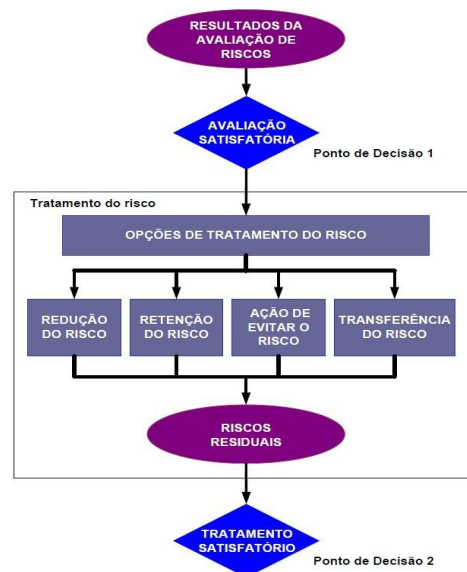 RESULTADOS DA
AVALIAÇÃO DE
RISCOS
AVALIAÇÃO
SATISFATÓRIA
Ponto de Decisão 1
Tratamento do risco
OPÇÕES DE TRATAMENTO DO RISCO
REDUÇÃO
DO RISCO
RETENÇÃO
DO RISCO
AÇÃO DE
EVITAR O
RISCO
TRANSFERÊNCIA
DO RISCO
RISCOS
RESIDUAIS
TRATAMENTO
SATISFATÓRIO
Ponto de Decisão 2